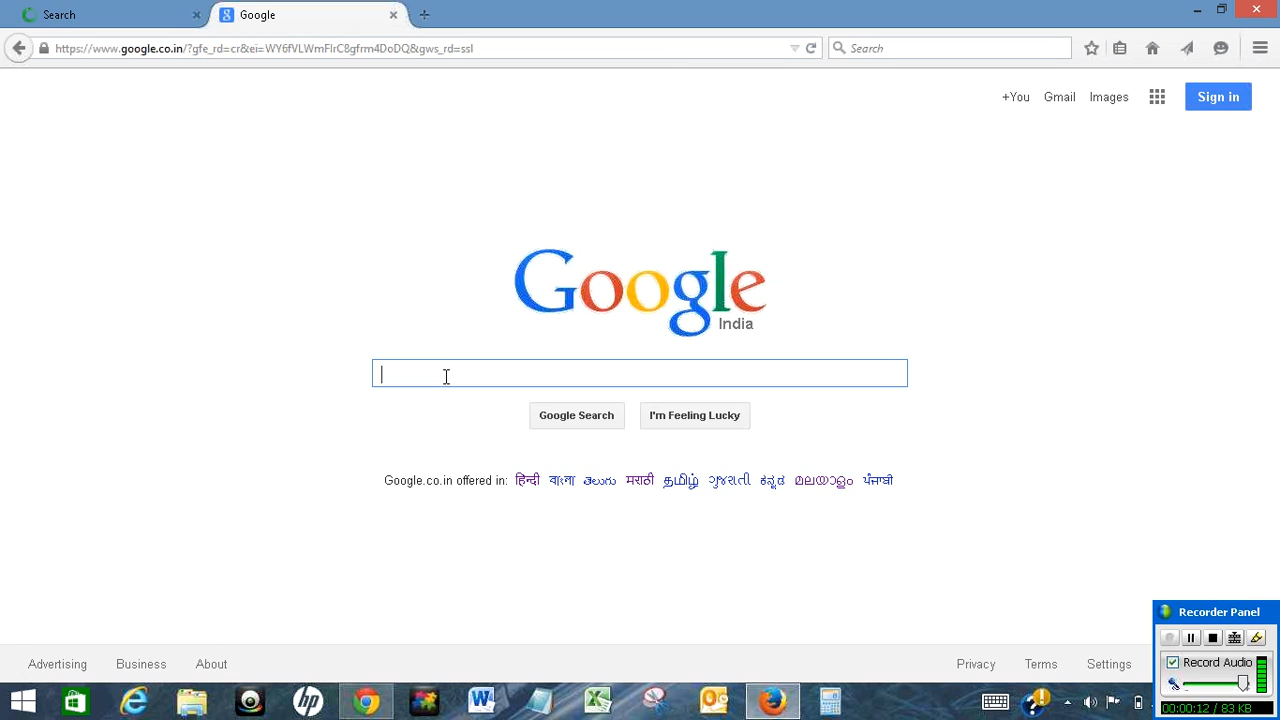 Search
Google
https://www.google.co.in/?gfe_rd=cr&ei=WY6fVLWmFIrC8gfrm4DoDQ&gws_rd=ssl
Search
+You Gmail Images Sign in
Google
India
Google Search I'm Feeling Lucky
Google.co.in offered in: हिन्दी বাংলা తెలుగు मराठी தமிழ் ગુજરાતી ಕನ್ನಡ മലയാളം ਪੰਜਾਬੀ
Advertising Business About Privacy Terms Settings
Recorder Panel
Record Audio
00:00:12 / 83 KB